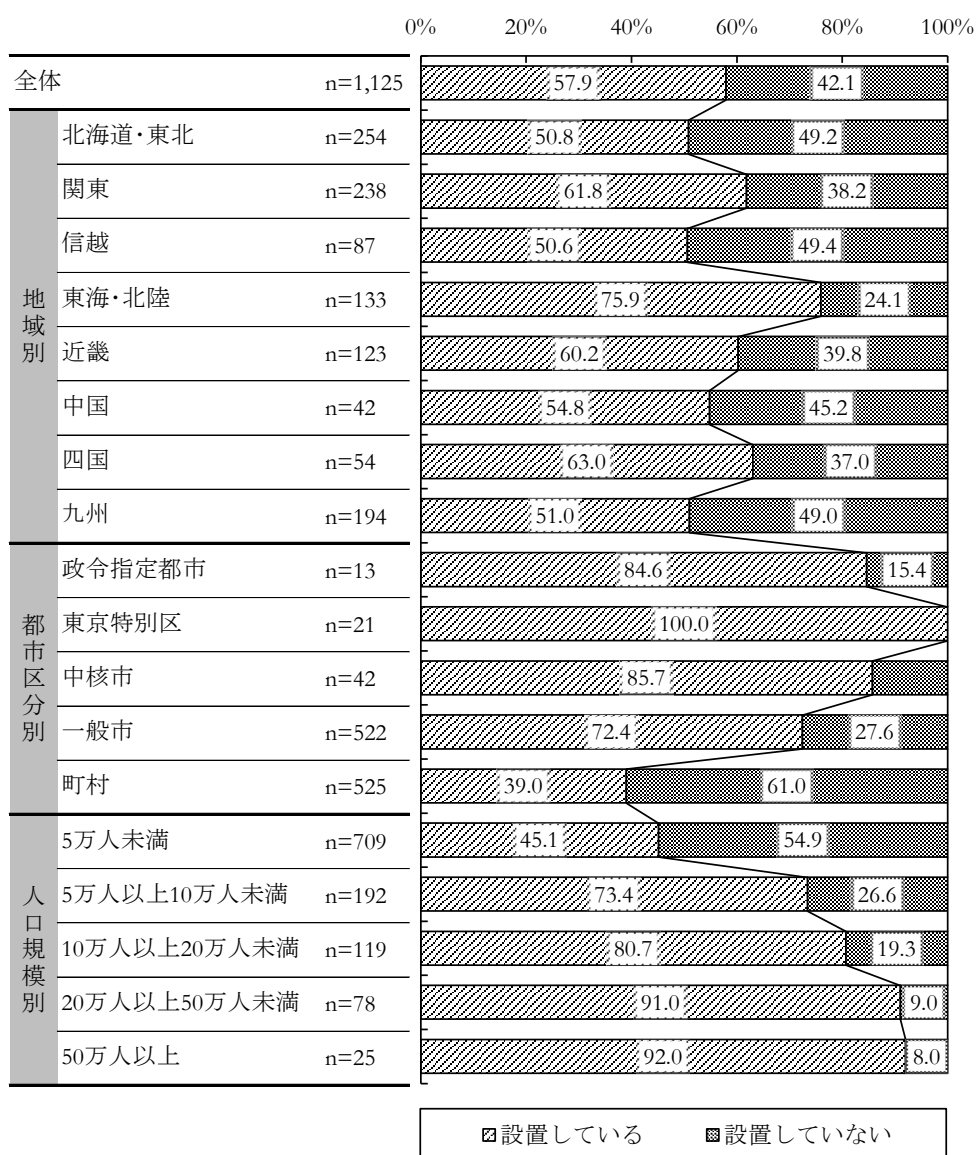 0% 20% 40% 60% 80% 100%
全体 n=1,125 57.9 42.1
地域別
北海道・東北 n=254 50.8 49.2
関東 n=238 61.8 38.2
信越 n=87 50.6 49.4
東海・北陸 n=133 75.9 24.1
近畿 n=123 60.2 39.8
中国 n=42 54.8 45.2
四国 n=54 63.0 37.0
九州 n=194 51.0 49.0
都市区分別
政令指定都市 n=13 84.6 15.4
東京特別区 n=21 100.0
中核市 n=42 85.7
一般市 n=522 72.4 27.6
町村 n=525 39.0 61.0
人口規模別
5万人未満 n=709 45.1 54.9
5万人以上10万人未満 n=192 73.4 26.6
10万人以上20万人未満 n=119 80.7 19.3
20万人以上50万人未満 n=78 91.0 9.0
50万人以上 n=25 92.0 8.0
設置している 設置していない